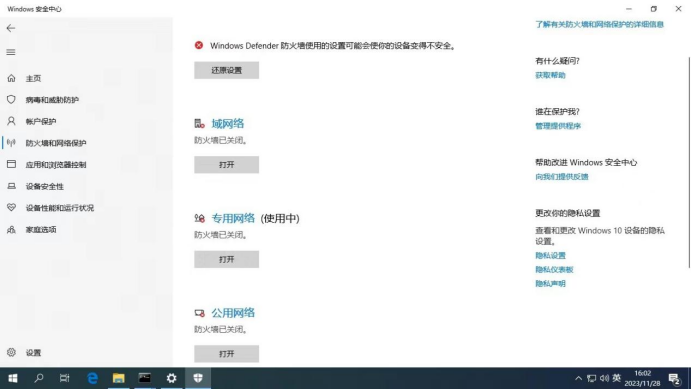 Windows 安全中心
主页
病毒和威胁防护
帐户保护
防火墙和网络保护
应用和浏览器控制
设备安全性
设备性能和运行状况
家庭选项
设置
Windows Defender 防火墙使用的设置可能会使你的设备变得不安全。
还原设置
域网络
防火墙已关闭。
打开
专用网络 (使用中)
防火墙已关闭。
打开
公用网络
防火墙已关闭。
打开
了解有关防火墙和网络保护的详细信息
有什么疑问?
获取帮助
谁在保护我?
管理提供程序
帮助改进 Windows 安全中心
向我们提供反馈
更改你的隐私设置
查看和更改 Windows 10 设备的隐私
设置。
隐私设置
隐私仪表板
隐私声明
英
16:02
2023/11/28
2